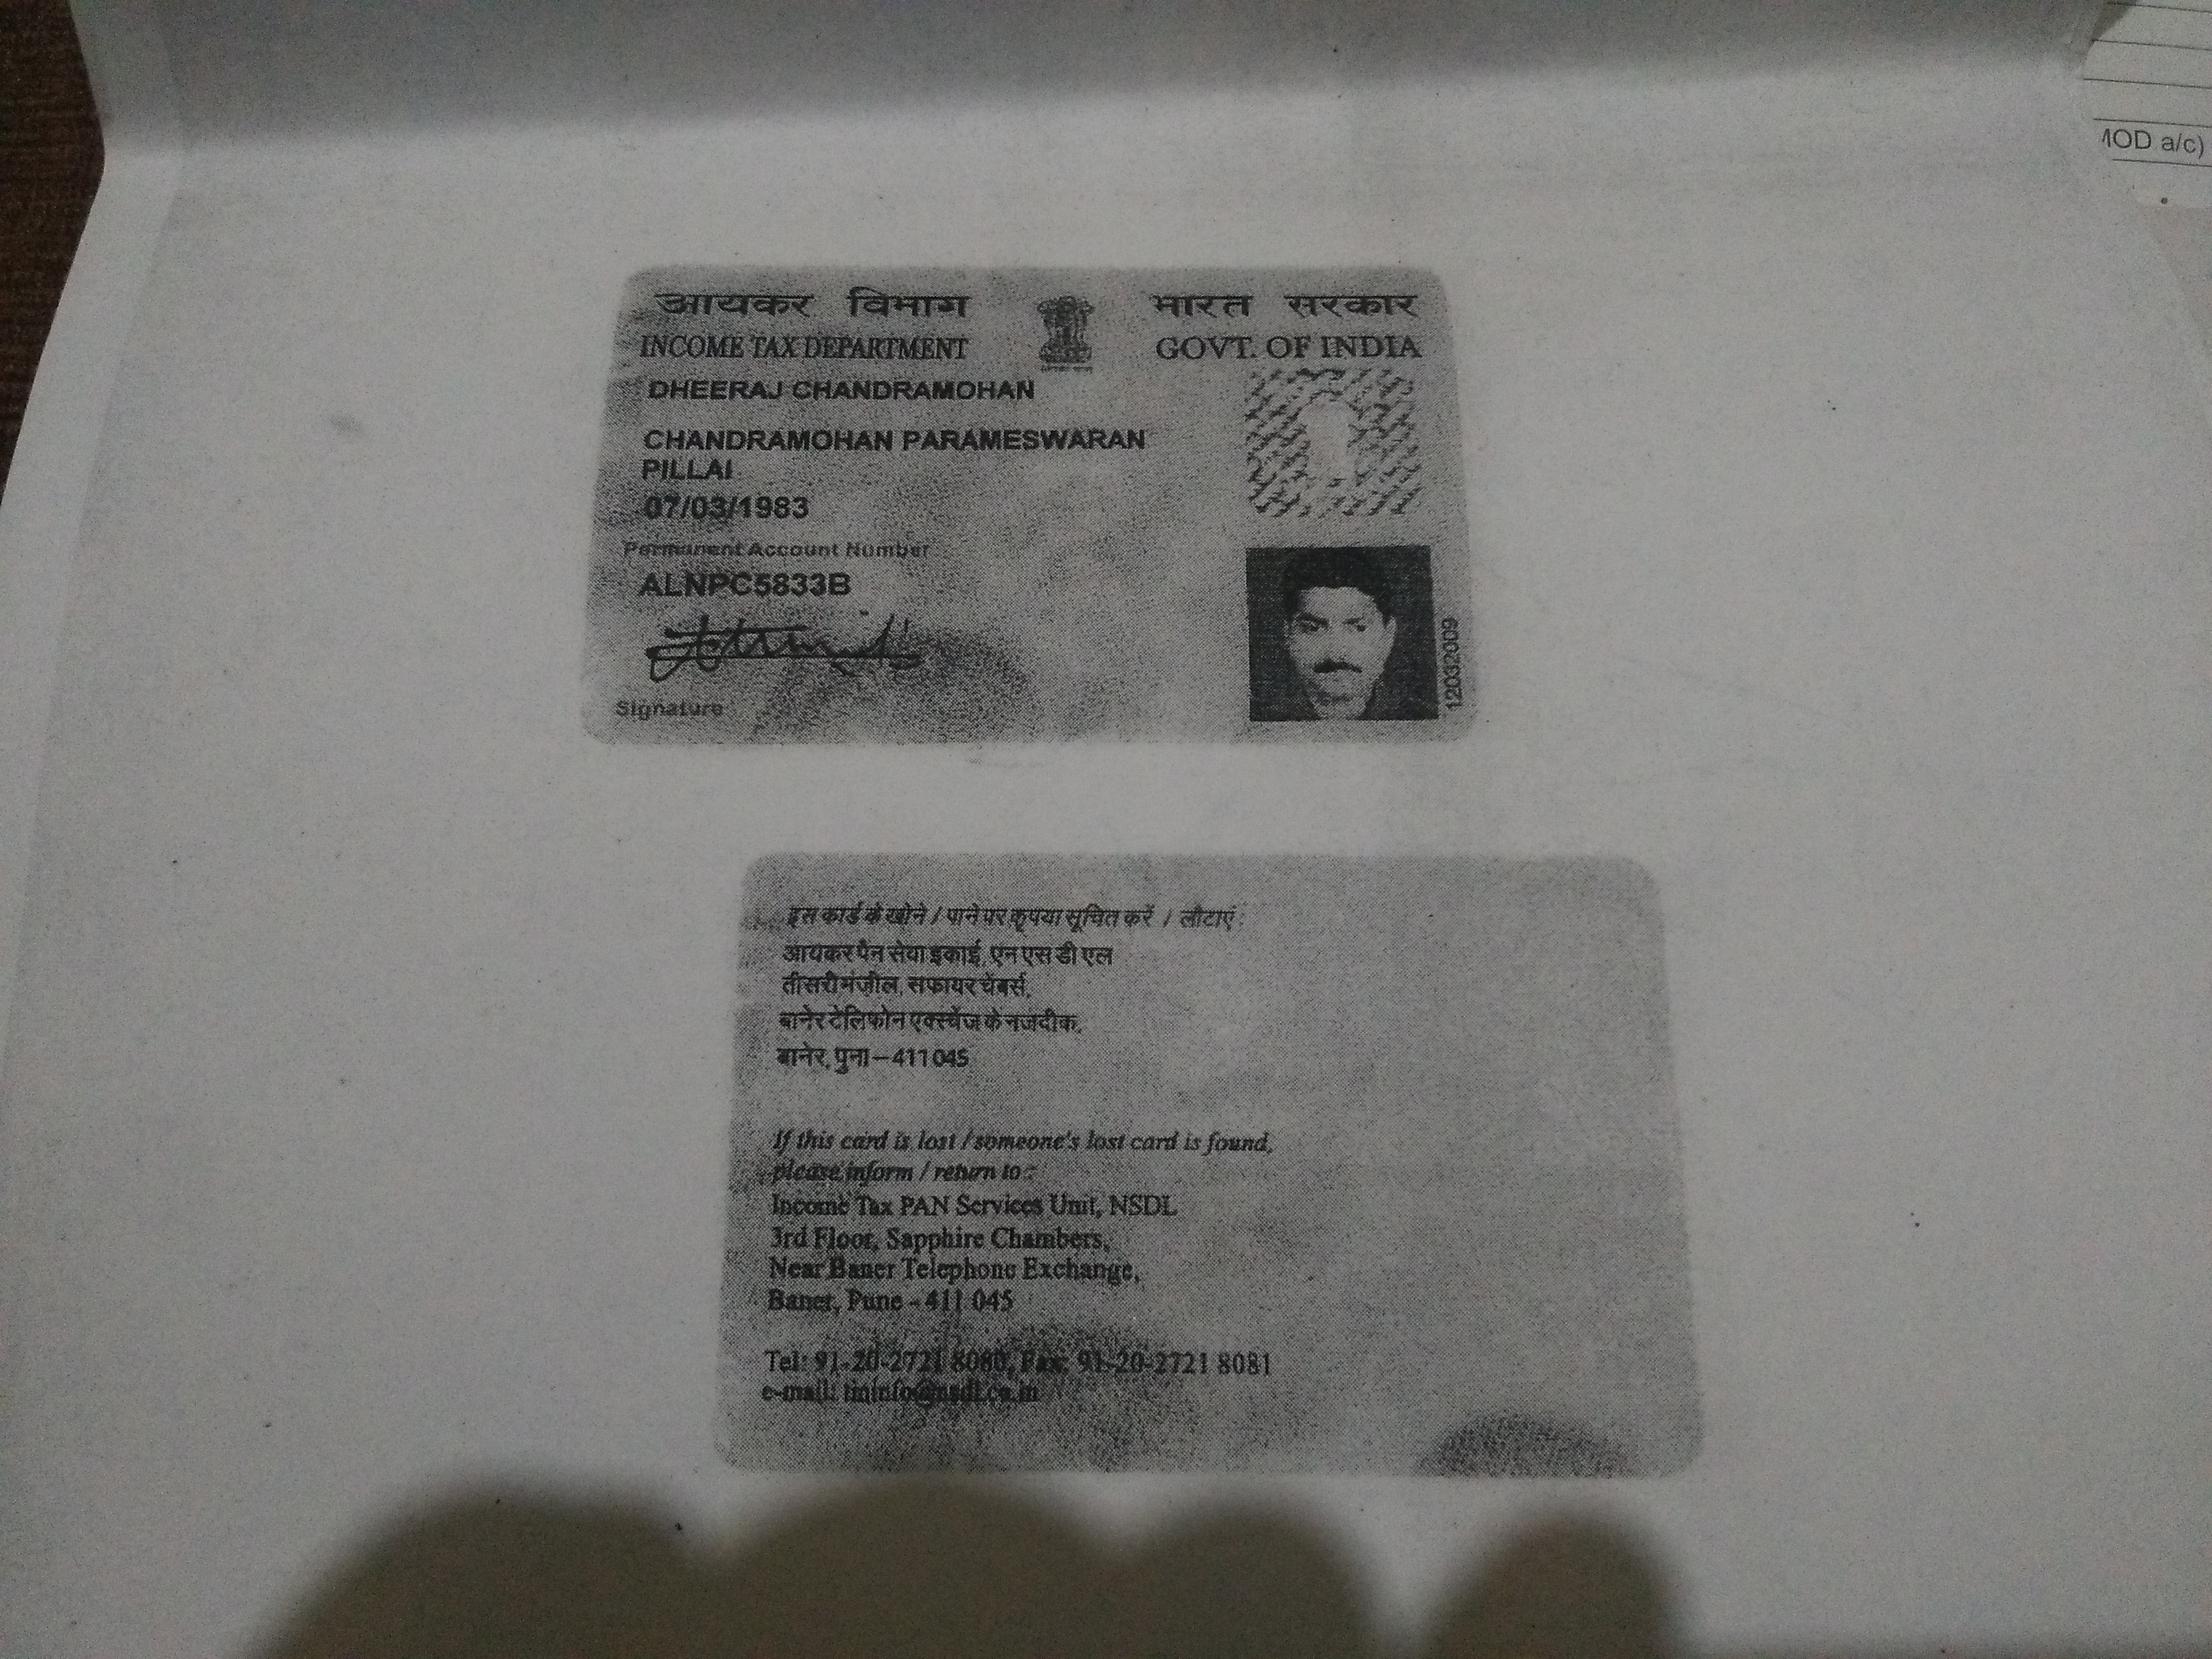 आयकर विभाग
INCOME TAX DEPARTMENT
भारत सरकार
GOVT. OF INDIA
DHEERAJ CHANDRAMOHAN
CHANDRAMOHAN PARAMESWARAN
PILLAI
07/03/1983
Permanent Account Number
ALNPC5833B
Signature
12032009
इस कार्ड के खोने / पाने पर कृपया सूचित करें / लौटाएं :
आयकर पैन सेवा इकाई, एन एस डी एल
तीसरी मंज़ील, सफायर चेंबर्स,
बानेर टेलिफोन एक्स्चेंज के नजदीक,
बानेर, पुना – 411 045
If this card is lost / someone's lost card is found,
please inform / return to :
Income Tax PAN Services Unit, NSDL
3rd Floor, Sapphire Chambers,
Near Baner Telephone Exchange,
Baner, Pune - 411 045
Tel: 91-20-2721 8080, Fax: 91-20-2721 8081
e-mail: tininfo@nsdl.co.in
a/c)